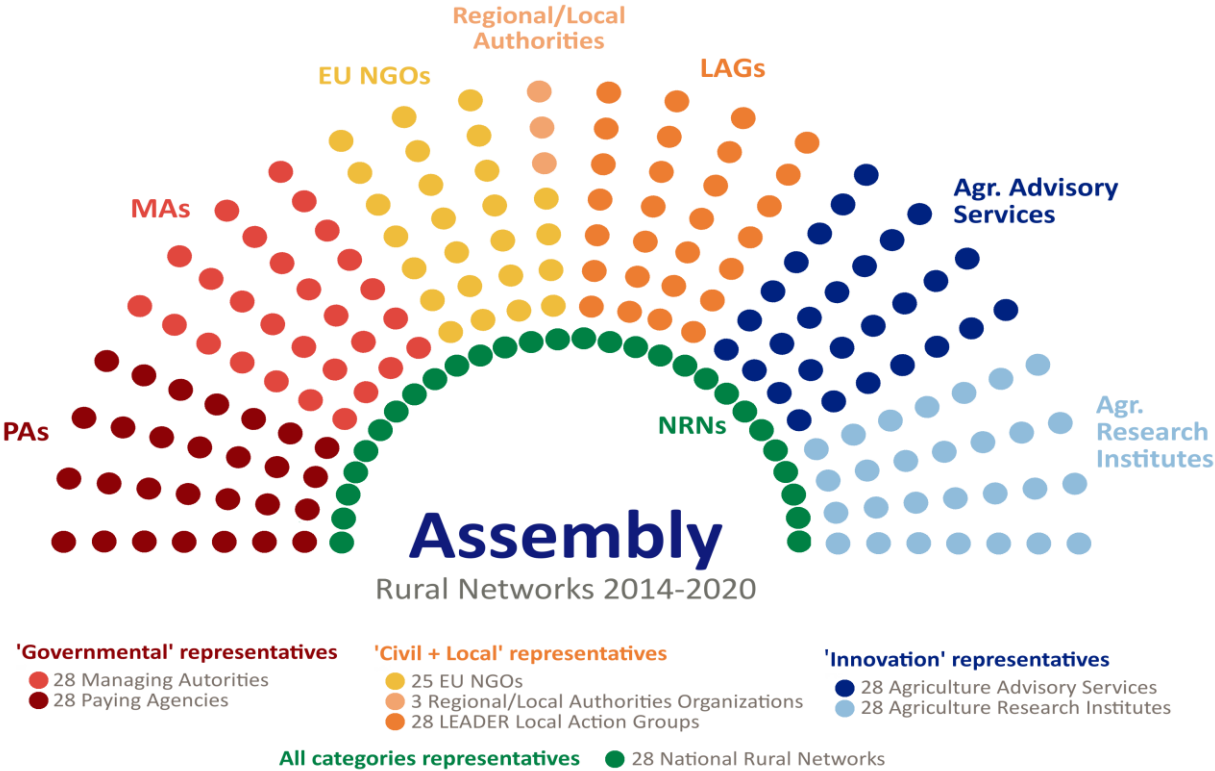 Regional/Local
Authorities
EU NGOs
LAGs
MAs
Agr. Advisory
Services
PAs
NRNs
Agr.
Research
Institutes
Assembly
Rural Networks 2014-2020
'Governmental' representatives
28 Managing Autorities
28 Paying Agencies
'Civil + Local' representatives
25 EU NGOs
3 Regional/Local Authorities Organizations
28 LEADER Local Action Groups
'Innovation' representatives
28 Agriculture Advisory Services
28 Agriculture Research Institutes
All categories representatives
28 National Rural Networks